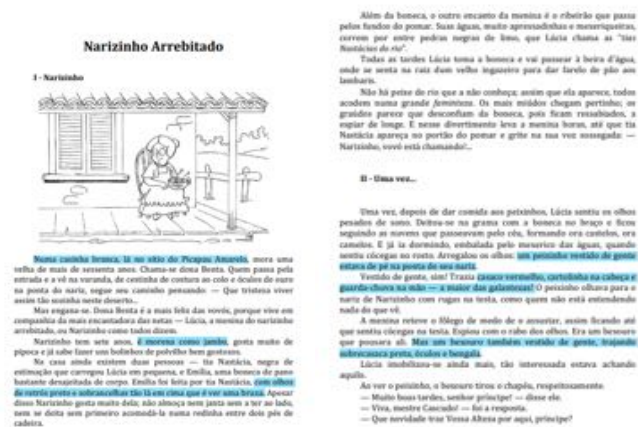 Narizinho Arrebitado
I - Narizinho
Numa casinha branca, lá no sítio do Picapau Amarelo, mora uma
velha de mais de sessenta anos. Chama-se dona Benta. Quem passa pela
estrada e a vê na varanda, de cestinha de costura ao colo e óculos de ouro
na ponta do nariz, segue seu caminho pensando: — Que tristeza viver
assim tão sozinha neste deserto...
Mas engana-se. Dona Benta é a mais feliz das vovós, porque vive em
companhia da mais encantadora das netas — Lúcia, a menina do narizinho
arrebitado, ou Narizinho como todos dizem.
Narizinho tem sete anos, é morena como jambo, gosta muito de
pipoca e já sabe fazer uns bolinhos de polvilho bem gostosos.
Na casa ainda existem duas pessoas — tia Nastácia, negra de
estimação que carregou Lúcia em pequena, e Emília, uma boneca de pano
bastante desajeitada de corpo. Emília foi feita por tia Nastácia, com olhos
de retrós preto e sobrancelhas tão lá em cima que é ver uma bruxa. Apesar
disso Narizinho gosta muito dela; não almoça nem janta sem a ter ao lado,
nem se deita sem primeiro acomodá-la numa redinha entre dois pés de
cadeira.
Além da boneca, o outro encanto da menina é o ribeirão que passa
pelos fundos do pomar. Suas águas, muito apressadinhas e mexeriqueiras,
correm por entre pedras negras de limo, que Lúcia chama as "tias
Nastácias do rio".
Todas as tardes Lúcia toma a boneca e vai passear à beira d'água,
onde se senta na raiz dum velho ingazeiro para dar farelo de pão aos
lambaris.
Não há peixe do rio que a não conheça; assim que ela aparece, todos
acodem numa grande faminteza. Os mais miúdos chegam pertinho; os
graúdos parece que desconfiam da boneca, pois ficam ressabiados, a
espiar de longe. E nesse divertimento leva a menina horas, até que tia
Nastácia apareça no portão do pomar e grite na sua voz sossegada: —
Narizinho, vovó está chamando!...
II - Uma vez...
Uma vez, depois de dar comida aos peixinhos, Lúcia sentiu os olhos
pesados de sono. Deitou-se na grama com a boneca no braço e ficou
seguindo as nuvens que passeavam pelo céu, formando ora castelos, ora
camelos. E já ia dormindo, embalada pelo mexerico das águas, quando
sentiu cócegas no rosto. Arregalou os olhos: um peixinho vestido de gente
estava de pé na ponta do seu nariz.
Vestido de gente, sim! Trazia casaco vermelho, cartolinha na cabeça e
guarda-chuva na mão — a maior das galantezas! O peixinho olhava para o
nariz de Narizinho com rugas na testa, como quem não está entendendo
nada do que vê.
A menina reteve o fôlego de medo de o assustar, assim ficando até
que sentiu cócegas na testa. Espiou com o rabo dos olhos. Era um besouro
que pousara ali. Mas um besouro também vestido de gente, trajando
sobrecasaca preta, óculos e bengala.
Lúcia imobilizou-se ainda mais, tão interessada estava achando
aquilo.
Ao ver o peixinho, o besouro tirou o chapéu, respeitosamente.
— Muito boas tardes, senhor príncipe! — disse ele.
— Viva, mestre Cascudo! — foi a resposta.
— Que novidade traz Vossa Alteza por aqui, príncipe?